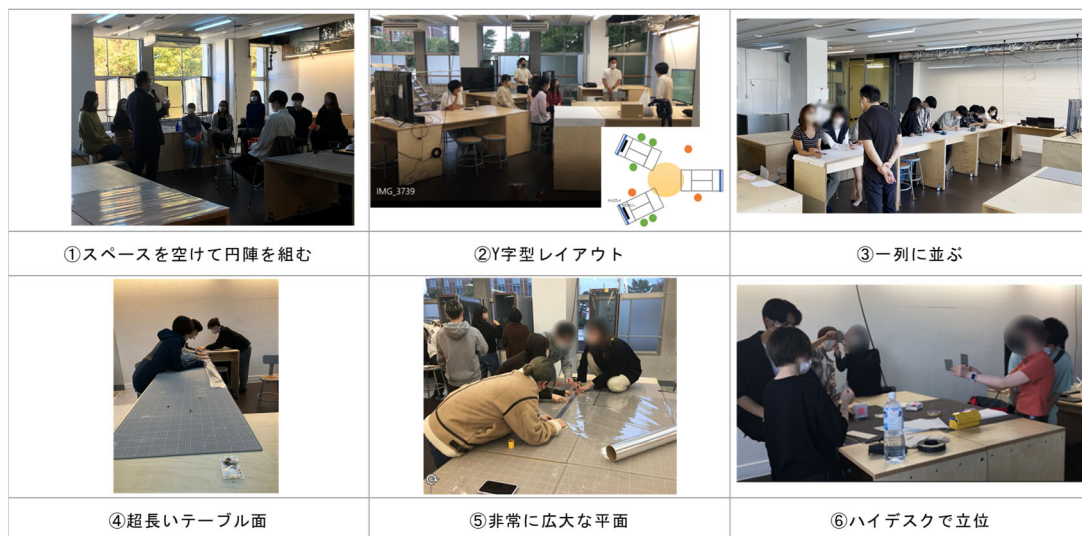 IMG_3739
①スペースを空けて円陣を組む
②Y字型レイアウト
③一列に並ぶ
④超長いテーブル面
⑤非常に広大な平面
⑥ハイデスクで立位